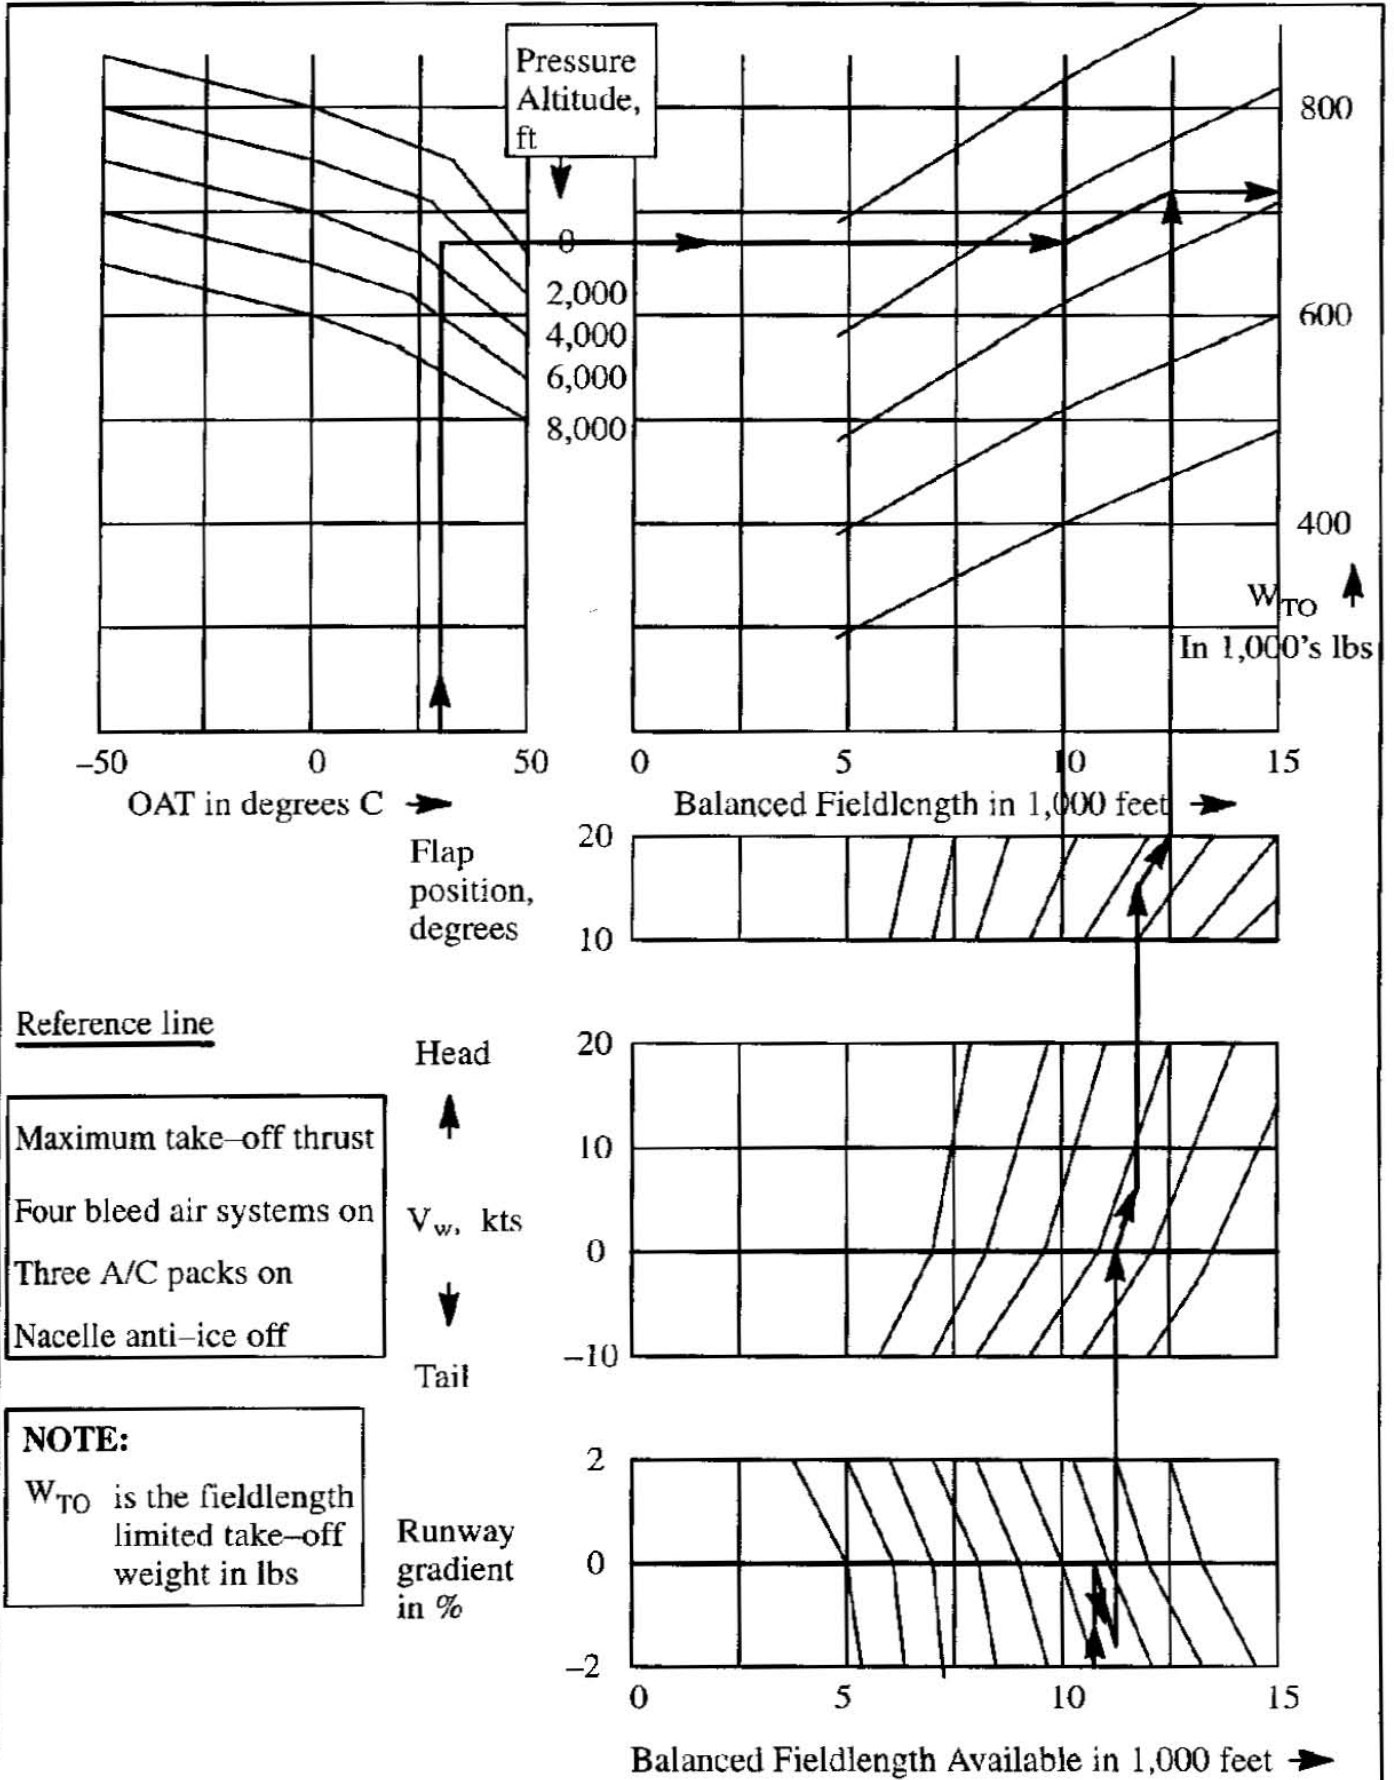 Pressure
Altitude,
ft
800
0
2,000
600
4,000
6,000
8,000
400
W_TO
In 1,000's lbs
-50 0 50 0 5 10 15
OAT in degrees C
Balanced Fieldlength in 1,000 feet
Flap
position,
degrees
20
10
Reference line
Head
20
Maximum take-off thrust
10
Four bleed air systems on
V_w, kts
0
Three A/C packs on
Nacelle anti-ice off
-10
Tail
NOTE:
W_TO is the fieldlength
limited take-off
weight in lbs
2
Runway
gradient
in %
0
-2
0 5 10 15
Balanced Fieldlength Available in 1,000 feet